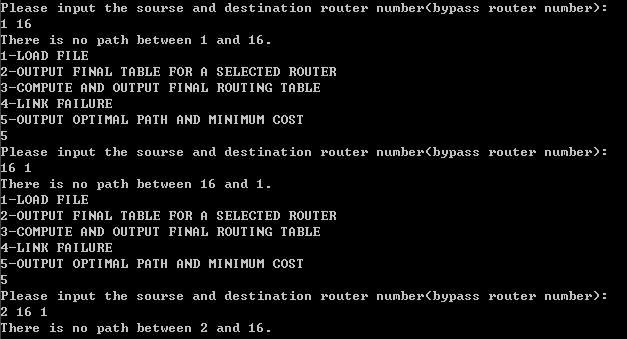 Please input the sourse and destination router number(bypass router number):
1 16
There is no path between 1 and 16.
1-LOAD FILE
2-OUTPUT FINAL TABLE FOR A SELECTED ROUTER
3-COMPUTE AND OUTPUT FINAL ROUTING TABLE
4-LINK FAILURE
5-OUTPUT OPTIMAL PATH AND MINIMUM COST
5
Please input the sourse and destination router number(bypass router number):
16 1
There is no path between 16 and 1.
1-LOAD FILE
2-OUTPUT FINAL TABLE FOR A SELECTED ROUTER
3-COMPUTE AND OUTPUT FINAL ROUTING TABLE
4-LINK FAILURE
5-OUTPUT OPTIMAL PATH AND MINIMUM COST
5
Please input the sourse and destination router number(bypass router number):
2 16 1
There is no path between 2 and 16.